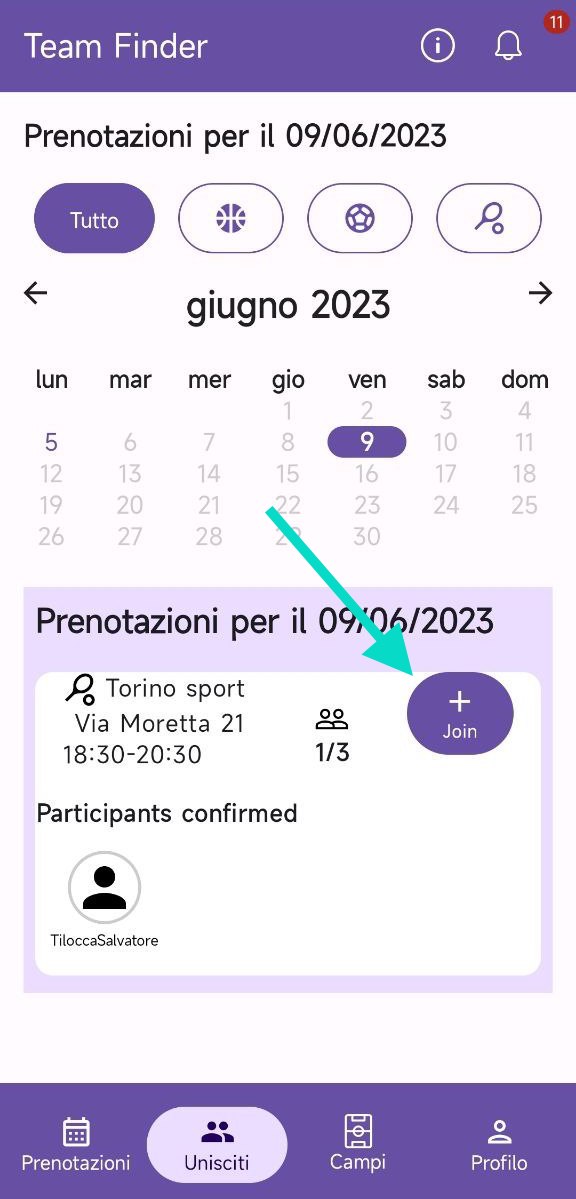 Team Finder
11
Prenotazioni per il 09/06/2023
Tutto
giugno 2023
lun mar mer gio ven sab dom
1 2 3 4
5 6 7 8 9 10 11
12 13 14 15 16 17 18
19 20 21 22 23 24 25
26 27 28 29 30
Prenotazioni per il 09/06/2023
Torino sport
Via Moretta 21
18:30-20:30
1/3
+
Join
Participants confirmed
TiloccaSalvatore
Prenotazioni Unisciti Campi Profilo